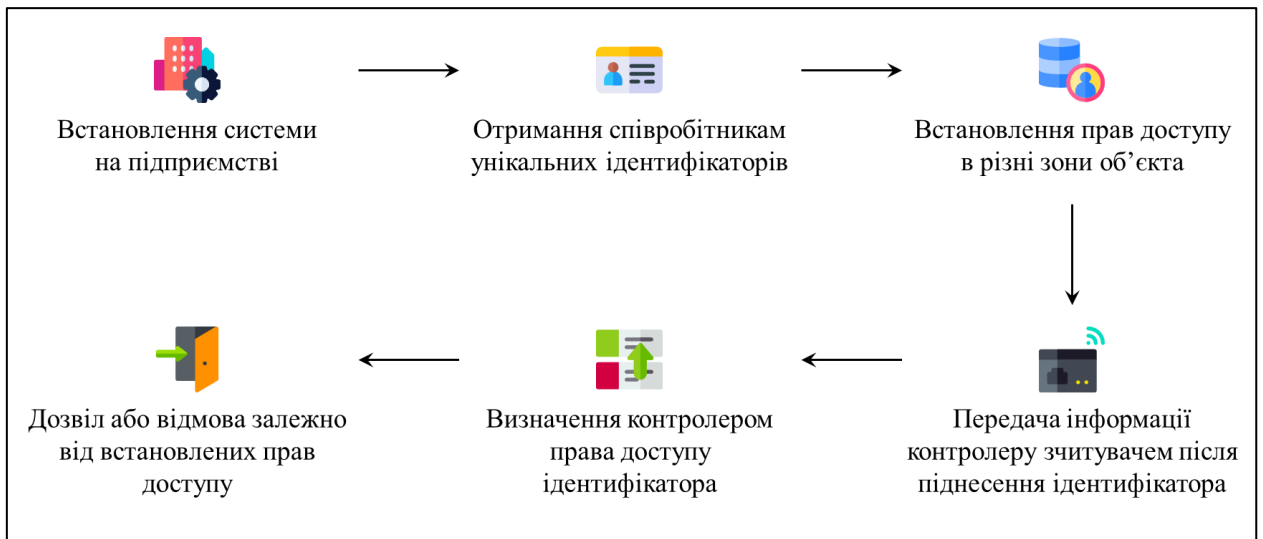 Встановлення системи
на підприємстві
Отримання співробітникам
унікальних ідентифікаторів
Встановлення прав доступу
в різні зони об’єкта
Дозвіл або відмова залежно
від встановлених прав
доступу
Визначення контролером
права доступу
ідентифікатора
Передача інформації
контролеру зчитувачем після
піднесення ідентифікатора